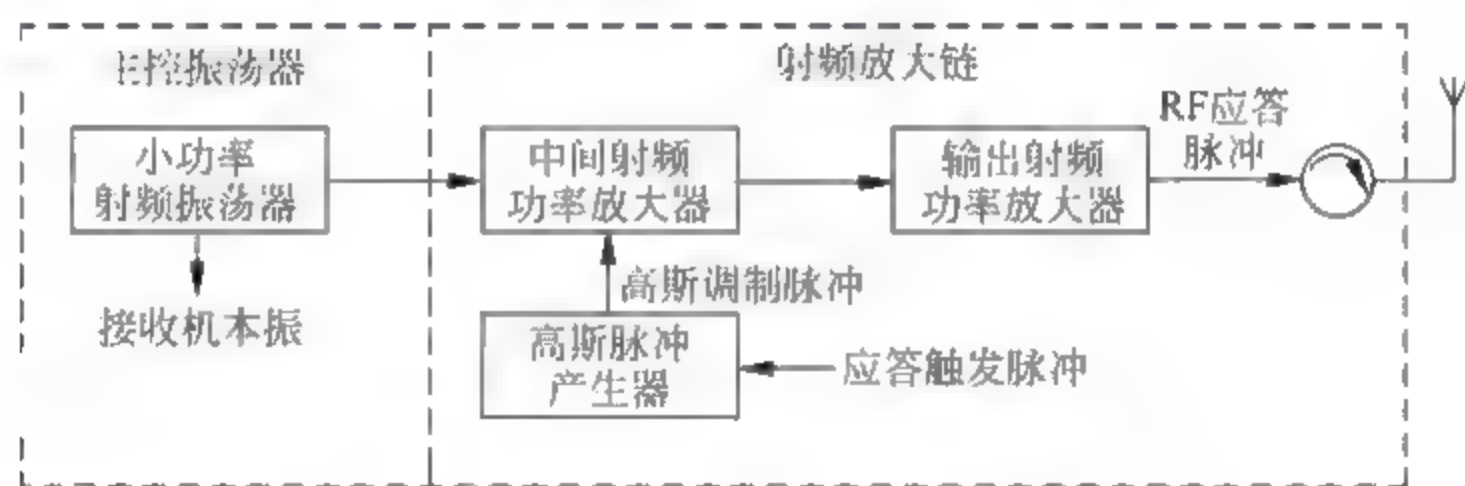 主控振荡器
射频放大链
小功率
射频振荡器
中间射频
功率放大器
输出射频
功率放大器
RF应答
脉冲
接收机本振
高斯调制脉冲
高斯脉冲
产生器
应答触发脉冲